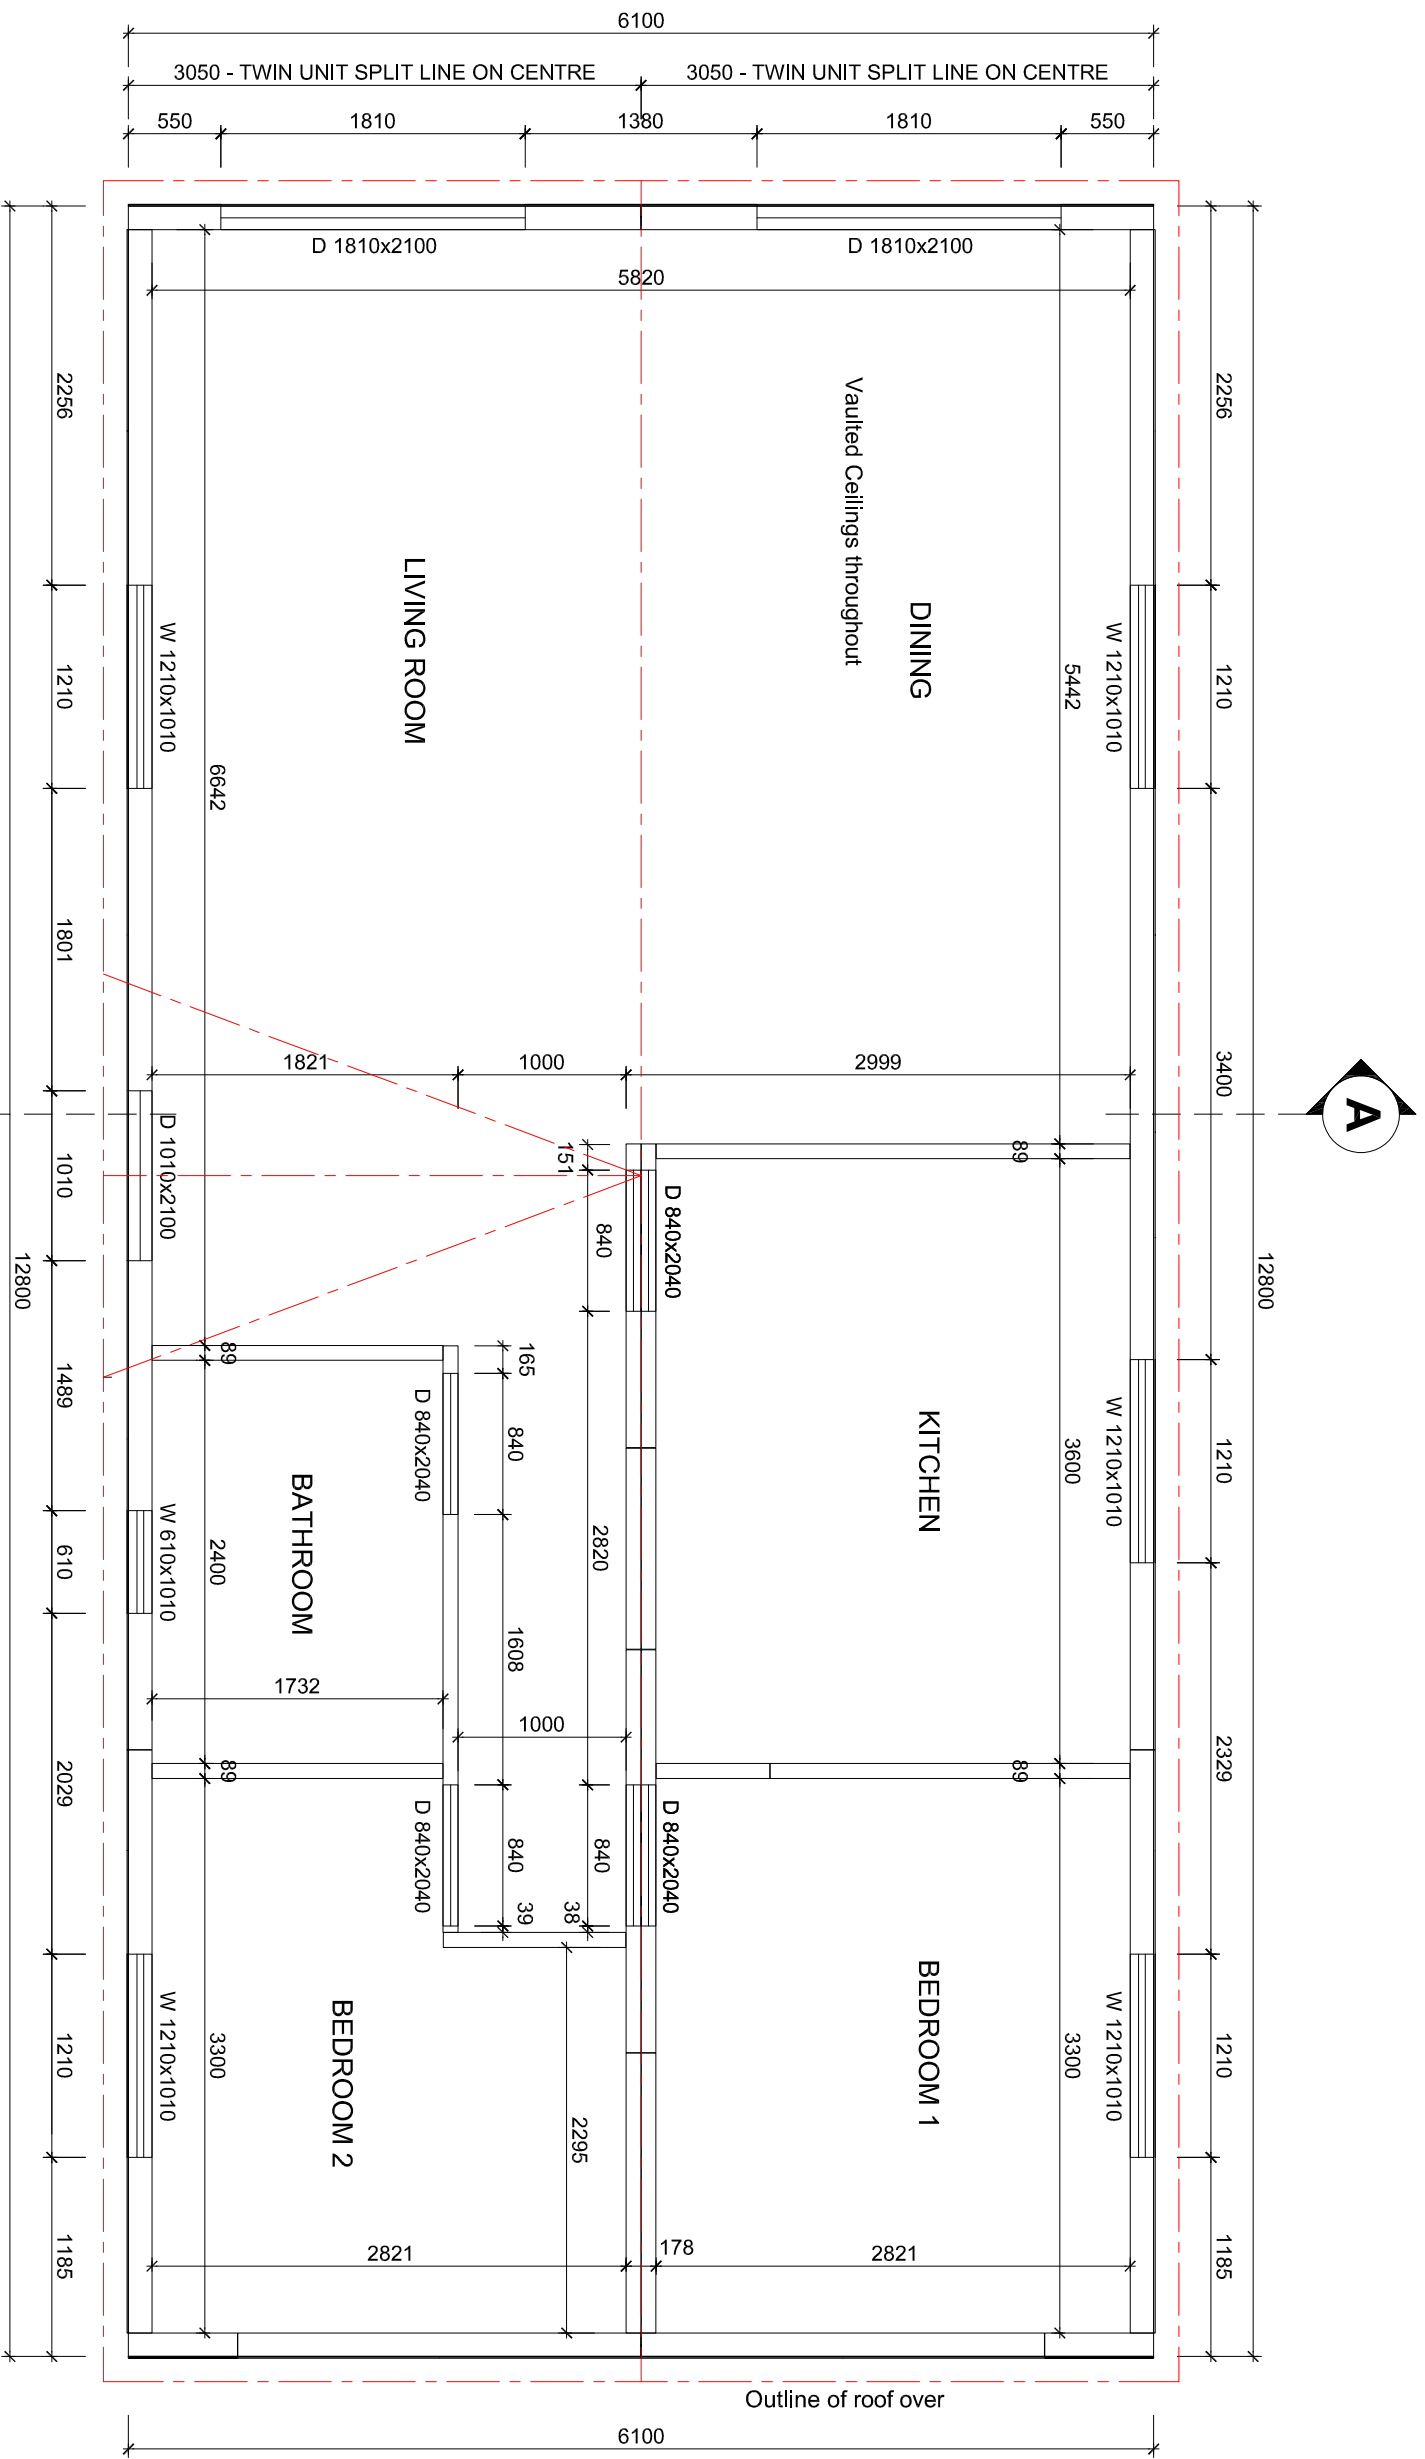 6100
3050 - TWIN UNIT SPLIT LINE ON CENTRE
3050 - TWIN UNIT SPLIT LINE ON CENTRE
550
1810
1380
1810
550
D 1810x2100
D 1810x2100
5820
2256
1210
3400
1210
2329
1210
1185
12800
A
W 1210x1010
W 1210x1010
W 1210x1010
5442
89
3600
89
3300
Vaulted Ceilings throughout
DINING
KITCHEN
BEDROOM 1
LIVING ROOM
BATHROOM
BEDROOM 2
1821
1000
2999
D 840x2040
D 840x2040
151
840
2820
840
38
165
840
1608
840
39
D 840x2040
D 840x2040
1000
1732
2295
2821
178
2821
6642
89
2400
89
3300
W 1210x1010
D 1010x2100
W 610x1010
W 1210x1010
2256
1210
1801
1010
1489
610
2029
1210
1185
12800
Outline of roof over
6100